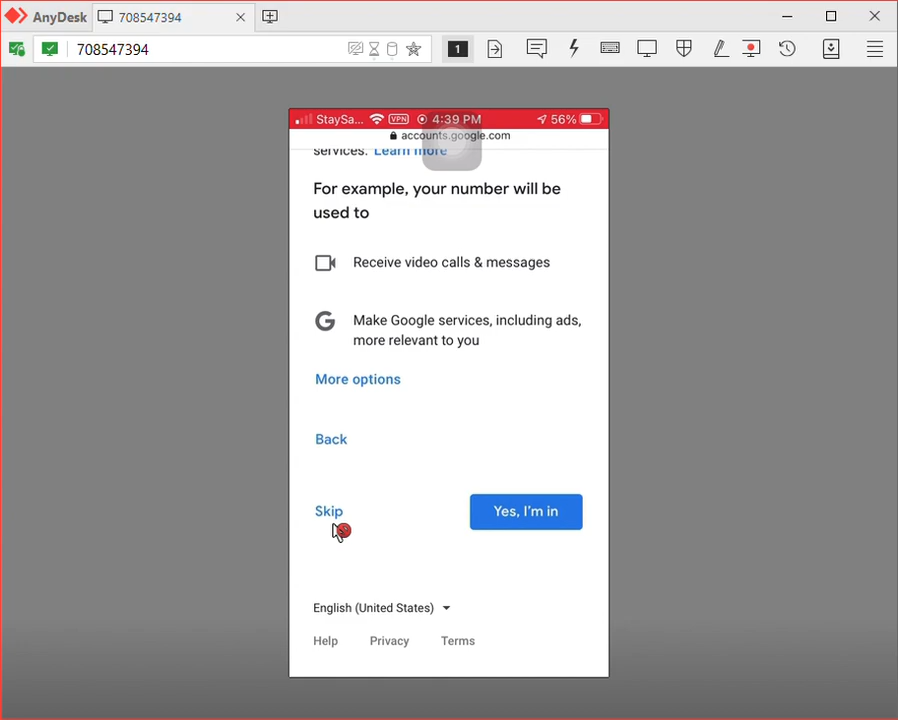 AnyDesk
708547394
708547394
1
StaySa... VPN 4:39 PM 56%
accounts.google.com
services. Learn more
For example, your number will be
used to
Receive video calls & messages
Make Google services, including ads,
more relevant to you
More options
Back
Skip
Yes, I'm in
English (United States)
Help Privacy Terms